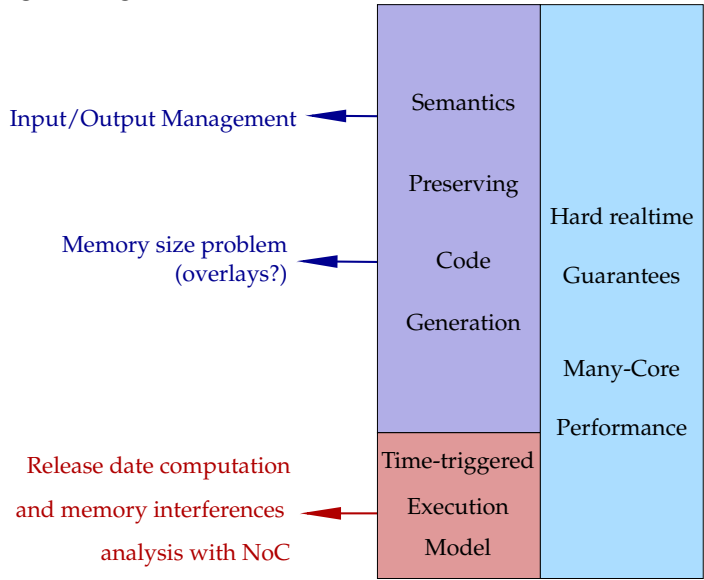 Input/Output Management
Memory size problem
(overlays?)
Release date computation
and memory interferences
analysis with NoC
Semantics
Preserving
Code
Generation
Time-triggered
Execution
Model
Hard realtime
Guarantees
Many-Core
Performance